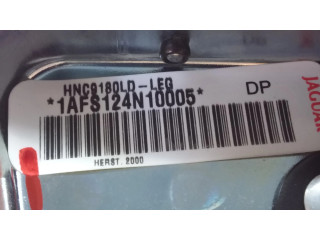 HNC9180LD-LEG
*1AFS124N10005*
DP
HERST. 2000
JAGUAR